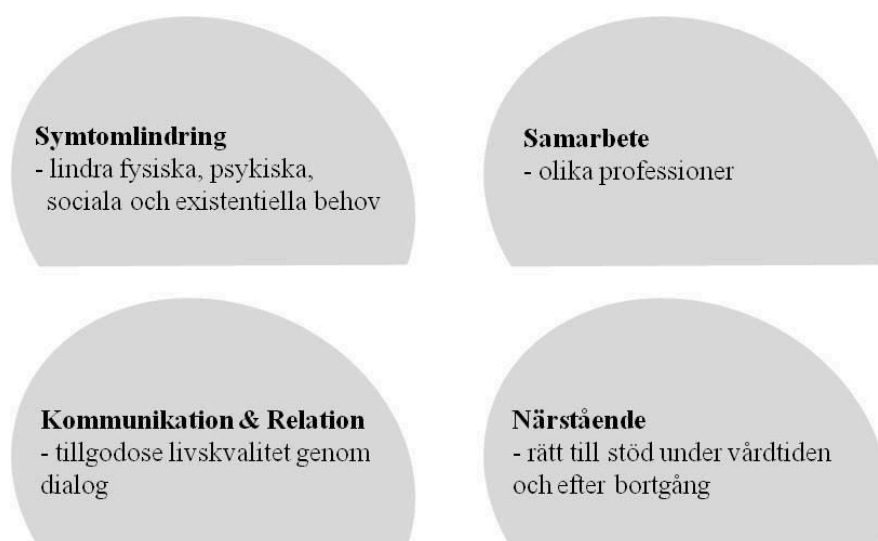 Symtomlindring
- lindra fysiska, psykiska,
sociala och existentiella behov
Samarbete
- olika professioner
Kommunikation & Relation
- tillgodose livskvalitet genom
dialog
Närstående
- rätt till stöd under vårdtiden
och efter bortgång